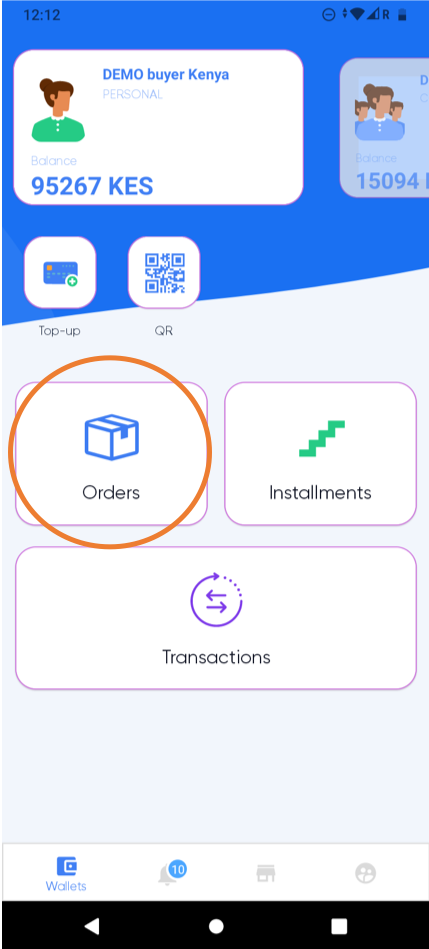 12:12
R
DEMO buyer Kenya
PERSONAL
Balance
95267 KES
D
C
Balance
15094
Top-up
QR
Orders
Installments
Transactions
10
Wallets